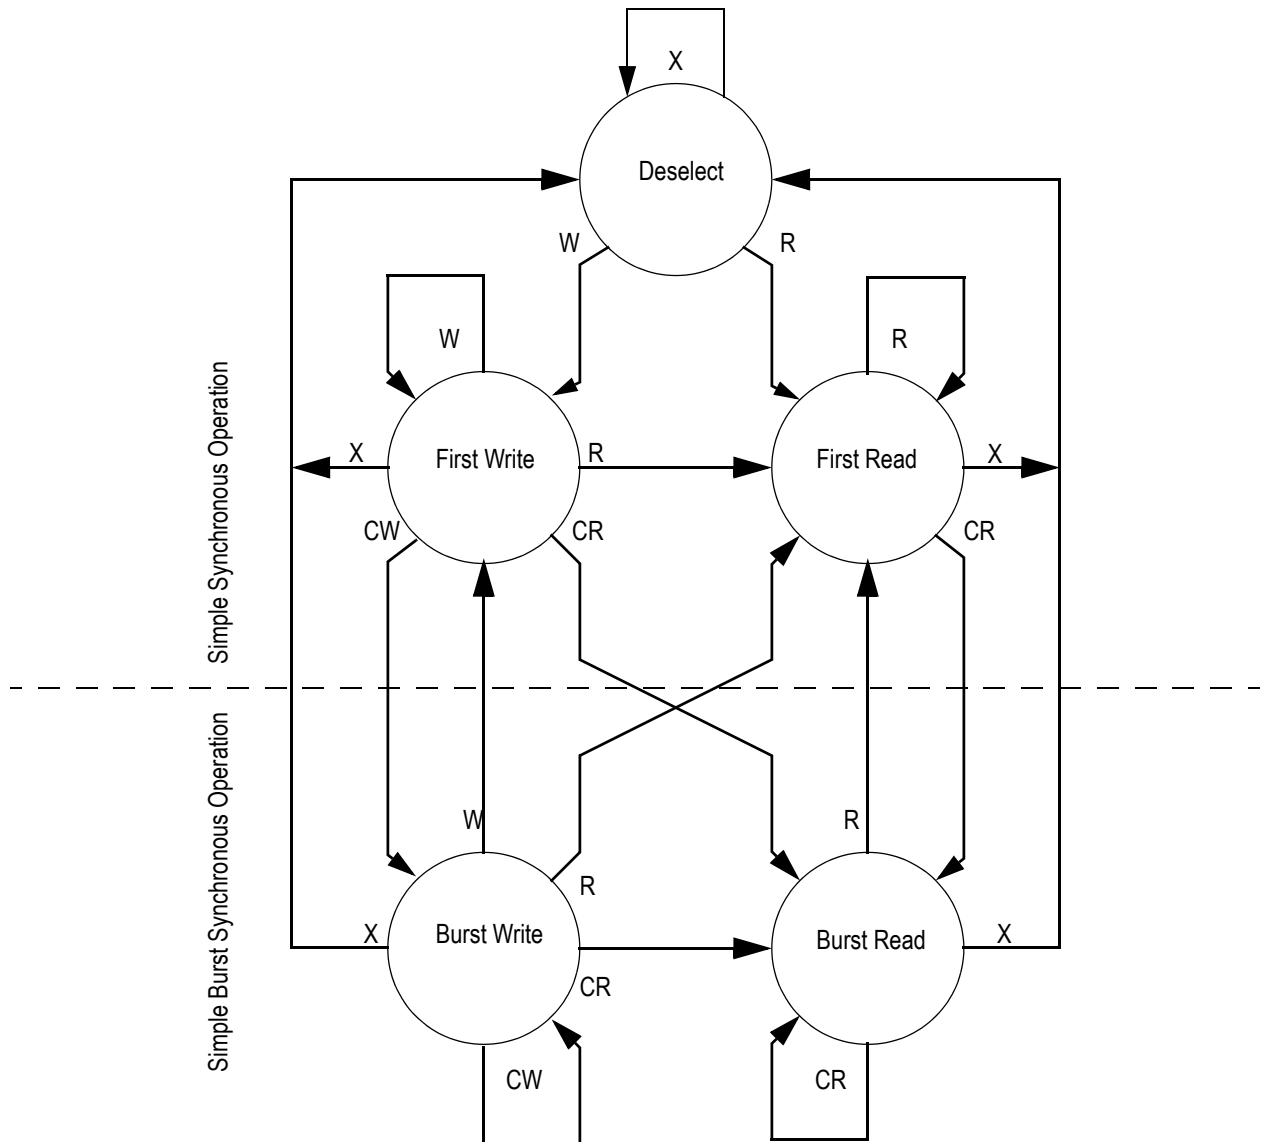 X
Deselect
W
R
W
R
Simple Synchronous Operation
X
First Write
R
First Read
X
CW
CR
CR
Simple Burst Synchronous Operation
W
R
R
X
Burst Write
Burst Read
X
CR
CW
CR